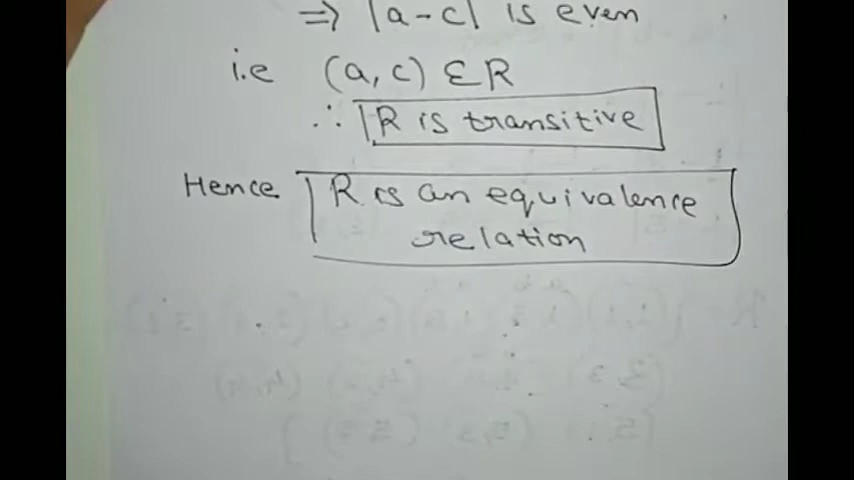 ⇒ |a-c| is even
i.e (a,c) ∈ R
∴ R is transitive
Hence R is an equivalence
relation